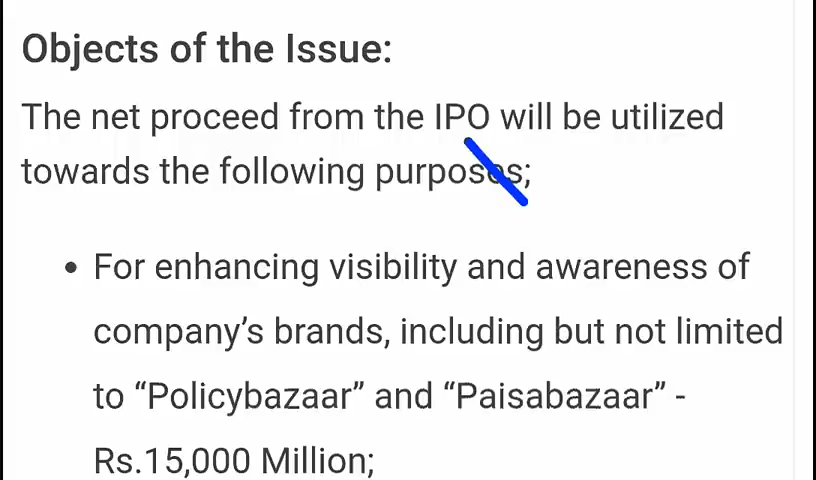 Objects of the Issue:
The net proceed from the IPO will be utilized
towards the following purposes;
• For enhancing visibility and awareness of
company’s brands, including but not limited
to “Policybazaar” and “Paisabazaar” -
Rs.15,000 Million;